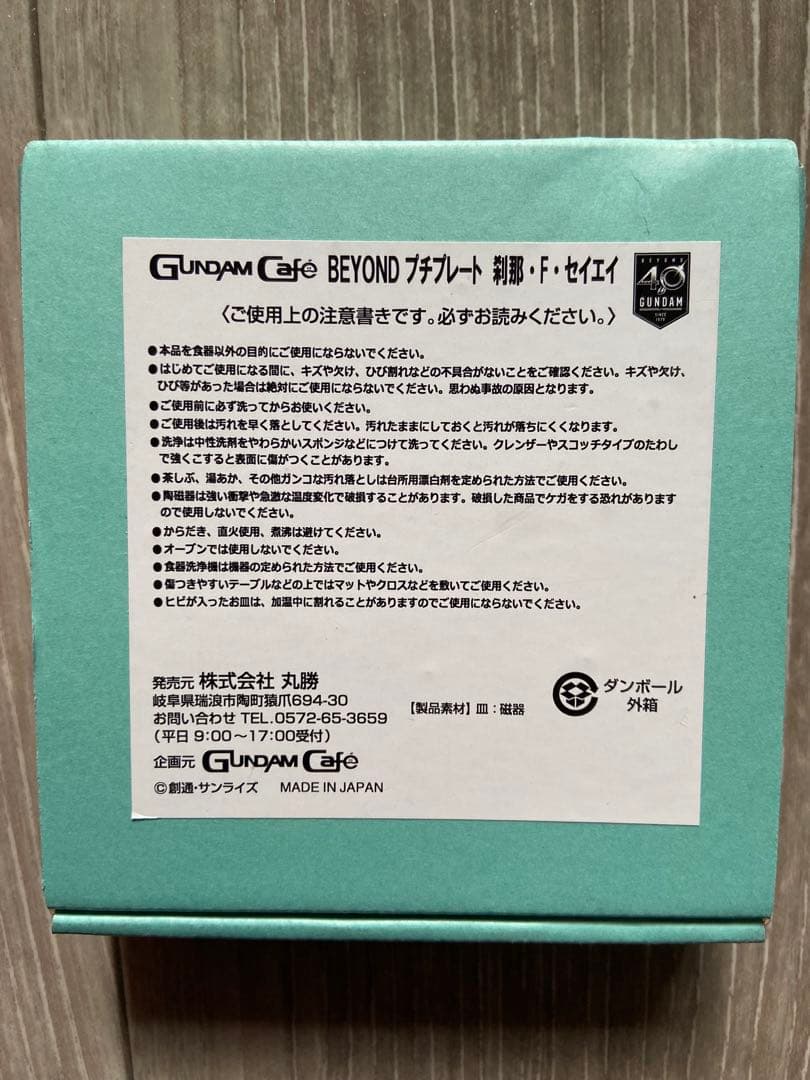 GUNDAM Café BEYOND プチプレート 刹那・F・セイエイ
BEYOND
40th
GUNDAM
SINCE
1979
〈ご使用上の注意書きです。必ずお読みください。〉
●本品を食器以外の目的にご使用にならないでください。
●はじめてご使用になる間に、キズや欠け、ひび割れなどの不具合がないことをご確認ください。キズや欠け、
ひび等があった場合は絶対にご使用にならないでください。思わぬ事故の原因となります。
●ご使用前に必ず洗ってからお使いください。
●ご使用後は汚れを早く落としてください。汚れたままにしておくと汚れが落ちにくくなります。
●洗浄は中性洗剤をやわらかいスポンジなどにつけて洗ってください。クレンザーやスコッチタイプのたわし
で強くこすると表面に傷がつくことがあります。
●茶しぶ、湯あか、その他ガンコな汚れ落としは台所用漂白剤を定められた方法でご使用ください。
●陶磁器は強い衝撃や急激な温度変化で破損することがあります。破損した商品でケガをする恐れがあります
ので使用しないでください。
●からだき、直火使用、煮沸は避けてください。
●オーブンでは使用しないでください。
●食器洗浄機は機器の定められた方法でご使用ください。
●傷つきやすいテーブルなどの上ではマットやクロスなどを敷いてご使用ください。
●ヒビが入ったお皿は、加温中に割れることがありますのでご使用にならないでください。
発売元 株式会社 丸勝
岐阜県瑞浪市陶町猿爪694-30
お問い合わせ TEL.0572-65-3659
（平日 9:00～17:00受付）
【製品素材】皿：磁器
ダンボール
外箱
企画元 GUNDAM Café
©創通・サンライズ MADE IN JAPAN